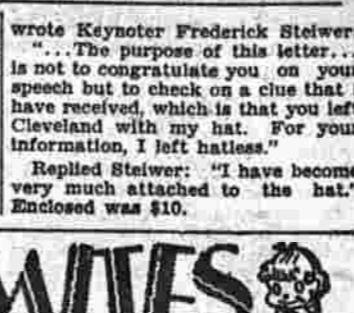 wrote Keynoter Frederick Steiwer
"...The purpose of this letter...
is not to congratulate you on your
speech but to check on a clue that
have received, which is that you left
Cleveland with my hat. For your
information, I left hatless."
Replied Steiwer: "I have become
very much attached to the hat."
Enclosed was $10.